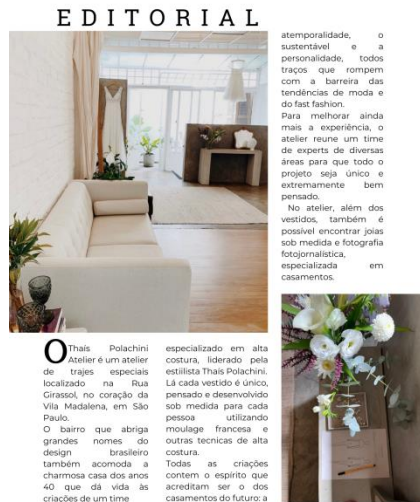 EDITORIAL
O Thaís Polachini
Atelier é um atelier
de trajes especiais
localizado na Rua
Girassol, no coração da
Vila Madalena, em São
Paulo.
O bairro que abriga
grandes nomes do
design brasileiro
também acomoda a
charmosa casa dos anos
40 que dá vida às
criações de um time
especializado em alta
costura, liderado pela
estiilista Thais Polachini.
Lá cada vestido é único,
pensado e desenvolvido
sob medida para cada
pessoa utilizando
moulage francesa e
outras tecnicas de alta
costura.
Todas as criações
contem o espírito que
acreditam ser o dos
casamentos do futuro: a
atemporalidade, o
sustentável e a
personalidade, todos
traços que rompem
com a barreira das
tendências de moda e
do fast fashion.
Para melhorar ainda
mais a experiência, o
atelier reune um time
de experts de diversas
áreas para que todo o
projeto seja único e
extremamente bem
pensado.
No atelier, além dos
vestidos, também é
possível encontrar joias
sob medida e fotografia
fotojornalística,
especializada em
casamentos.